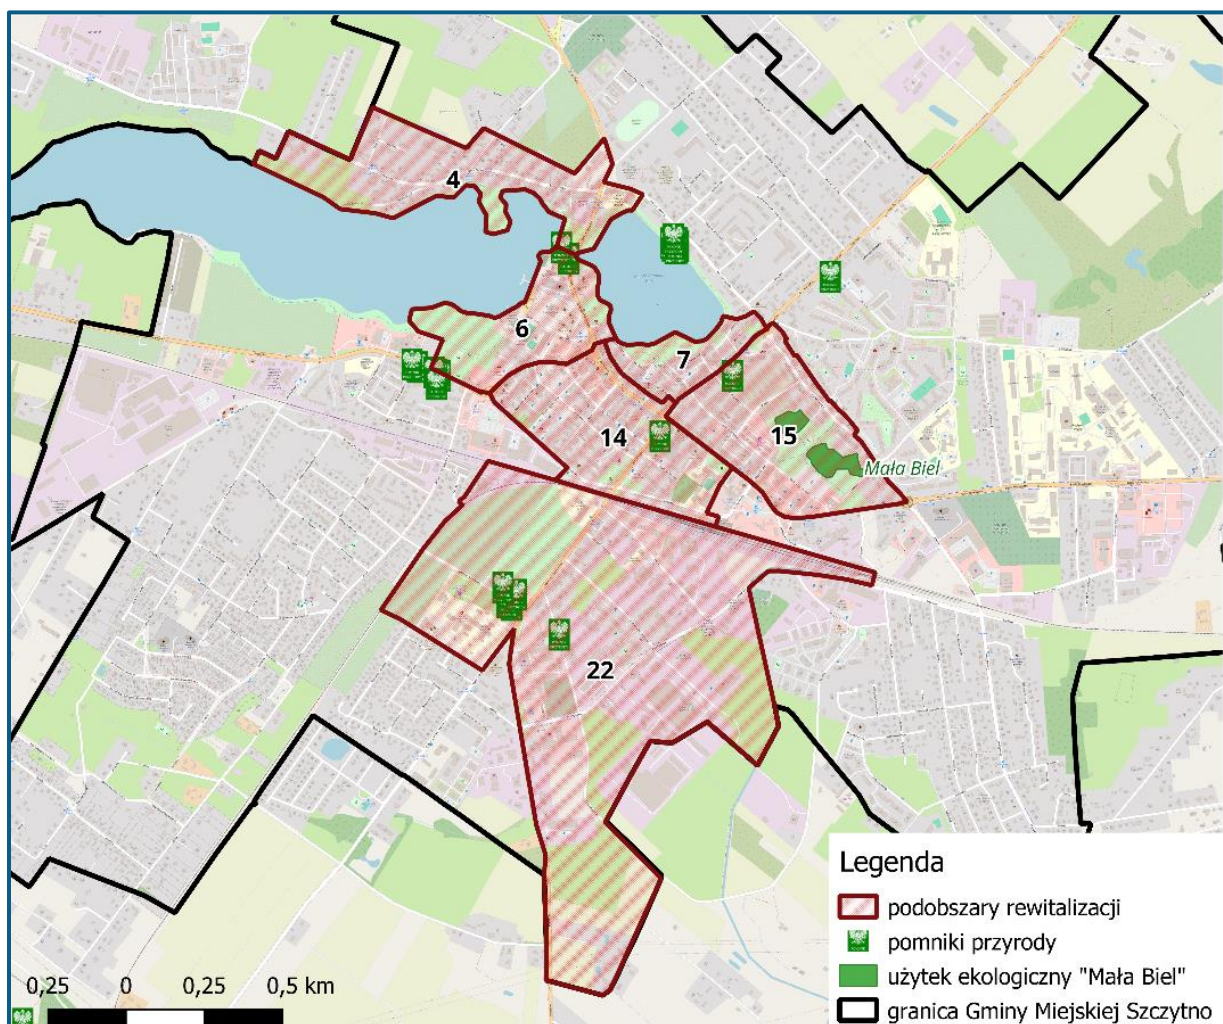 4
6
7
14
15
Mała Biel
22
Legenda
podobszary rewitalizacji
pomniki przyrody
użytek ekologiczny "Mała Biel"
granica Gminy Miejskiej Szczytno
0,25 0 0,25 0,5 km